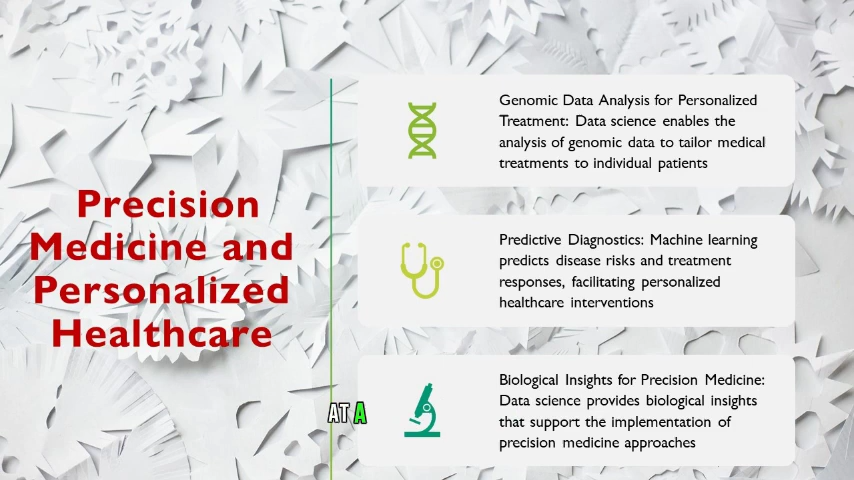 Precision
Medicine and
Personalized
Healthcare
Genomic Data Analysis for Personalized
Treatment: Data science enables the
analysis of genomic data to tailor medical
treatments to individual patients
Predictive Diagnostics: Machine learning
predicts disease risks and treatment
responses, facilitating personalized
healthcare interventions
Biological Insights for Precision Medicine:
Data science provides biological insights
that support the implementation of
precision medicine approaches
AT A